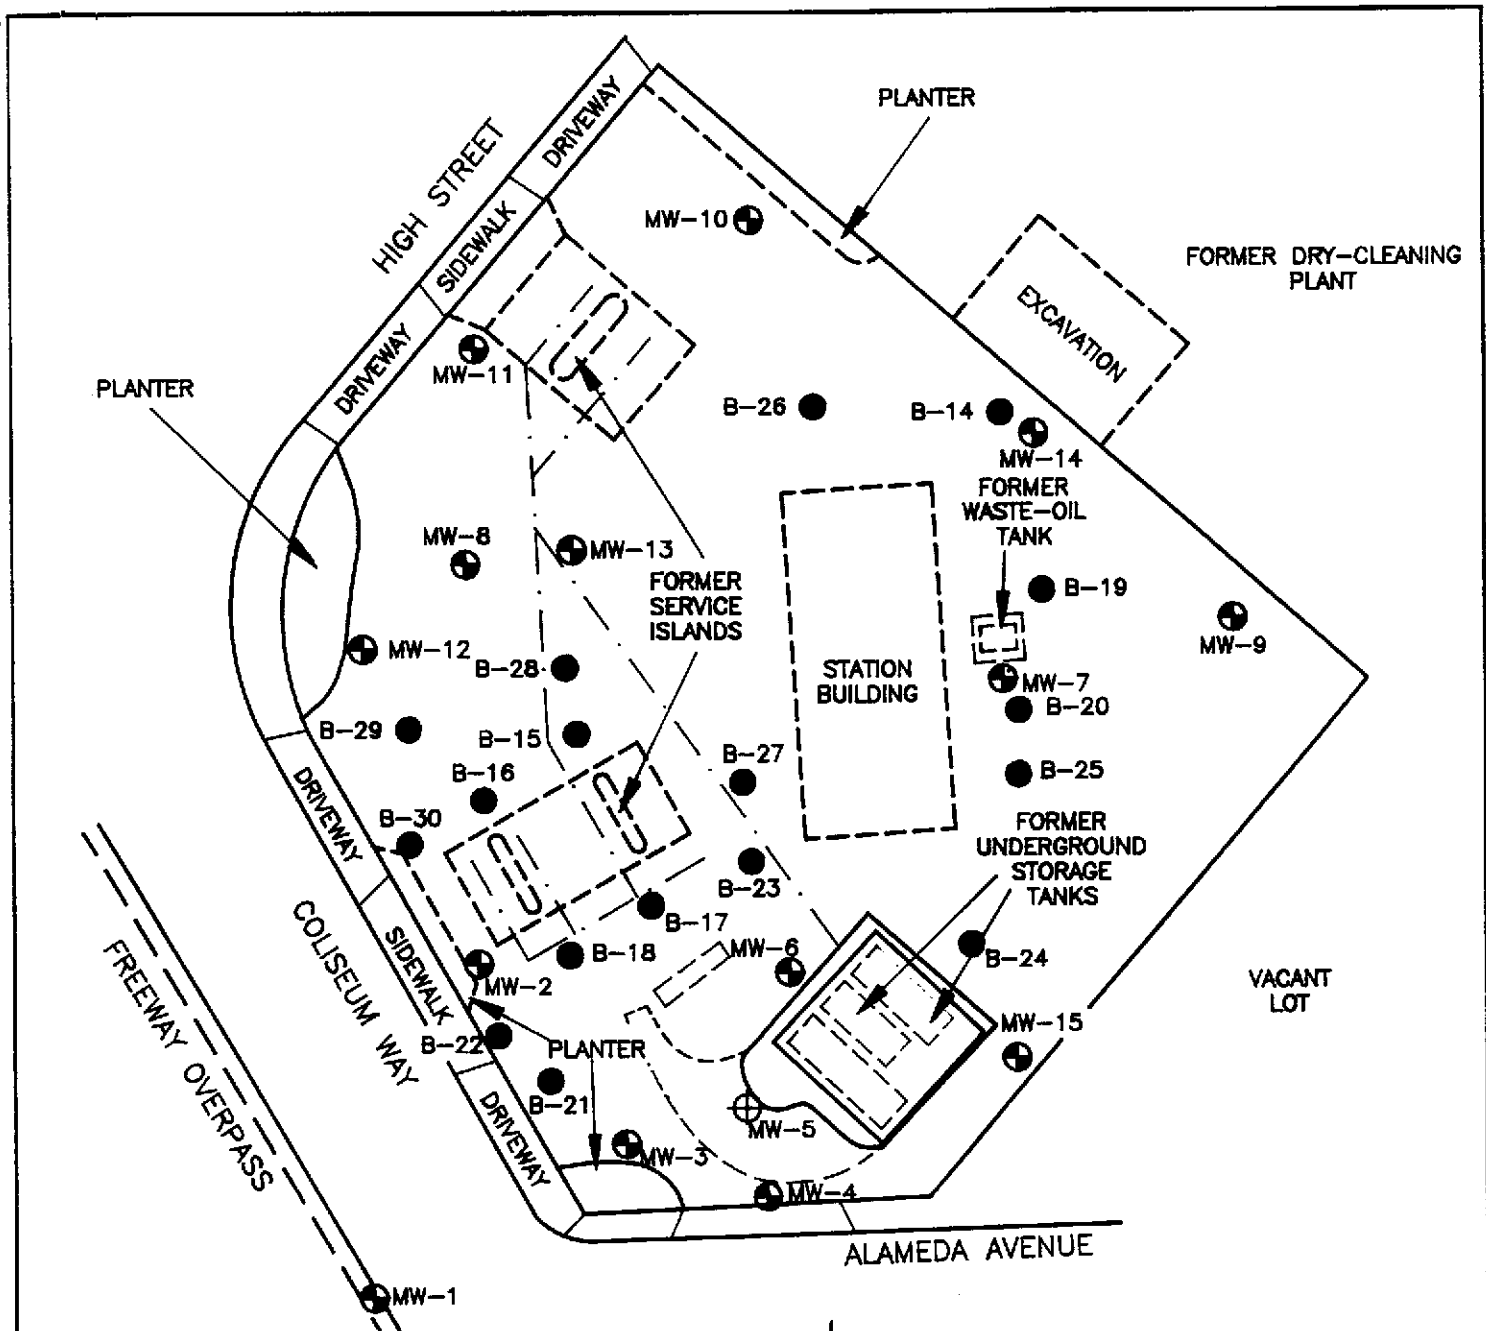 PLANTER
DRIVEWAY
HIGH STREET
SIDEWALK
MW-10
FORMER DRY-CLEANING
PLANT
EXCAVATION
DRIVEWAY
MW-11
PLANTER
B-26
B-14
MW-14
FORMER
WASTE-OIL
TANK
MW-8
MW-13
FORMER
SERVICE
ISLANDS
B-19
MW-9
MW-12
B-28
STATION
BUILDING
MW-7
B-20
B-29
B-15
B-27
B-25
B-16
DRIVEWAY
B-30
FORMER
UNDERGROUND
STORAGE
TANKS
B-23
B-17
COLISEUM WAY
SIDEWALK
FREEWAY OVERPASS
B-18
MW-6
B-24
MW-2
VACANT
LOT
MW-15
B-22
PLANTER
B-21
DRIVEWAY
MW-5
MW-3
MW-4
ALAMEDA AVENUE
MW-1